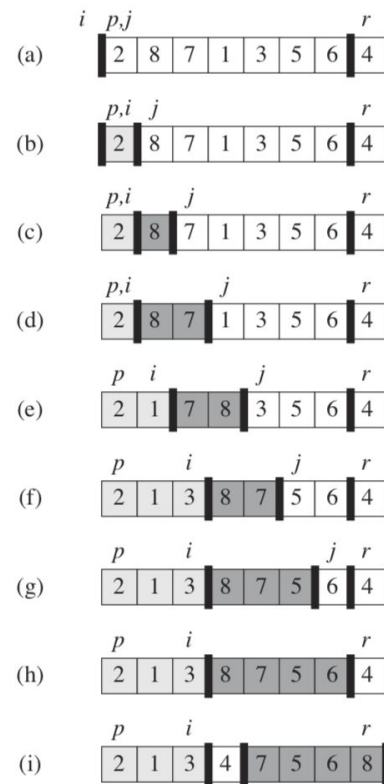 i p,j r
(a) 2 8 7 1 3 5 6 4
p,i j r
(b) 2 8 7 1 3 5 6 4
p,i j r
(c) 2 8 7 1 3 5 6 4
p,i j r
(d) 2 8 7 1 3 5 6 4
p i j r
(e) 2 1 7 8 3 5 6 4
p i j r
(f) 2 1 3 8 7 5 6 4
p i j r
(g) 2 1 3 8 7 5 6 4
p i r
(h) 2 1 3 8 7 5 6 4
p i r
(i) 2 1 3 4 7 5 6 8